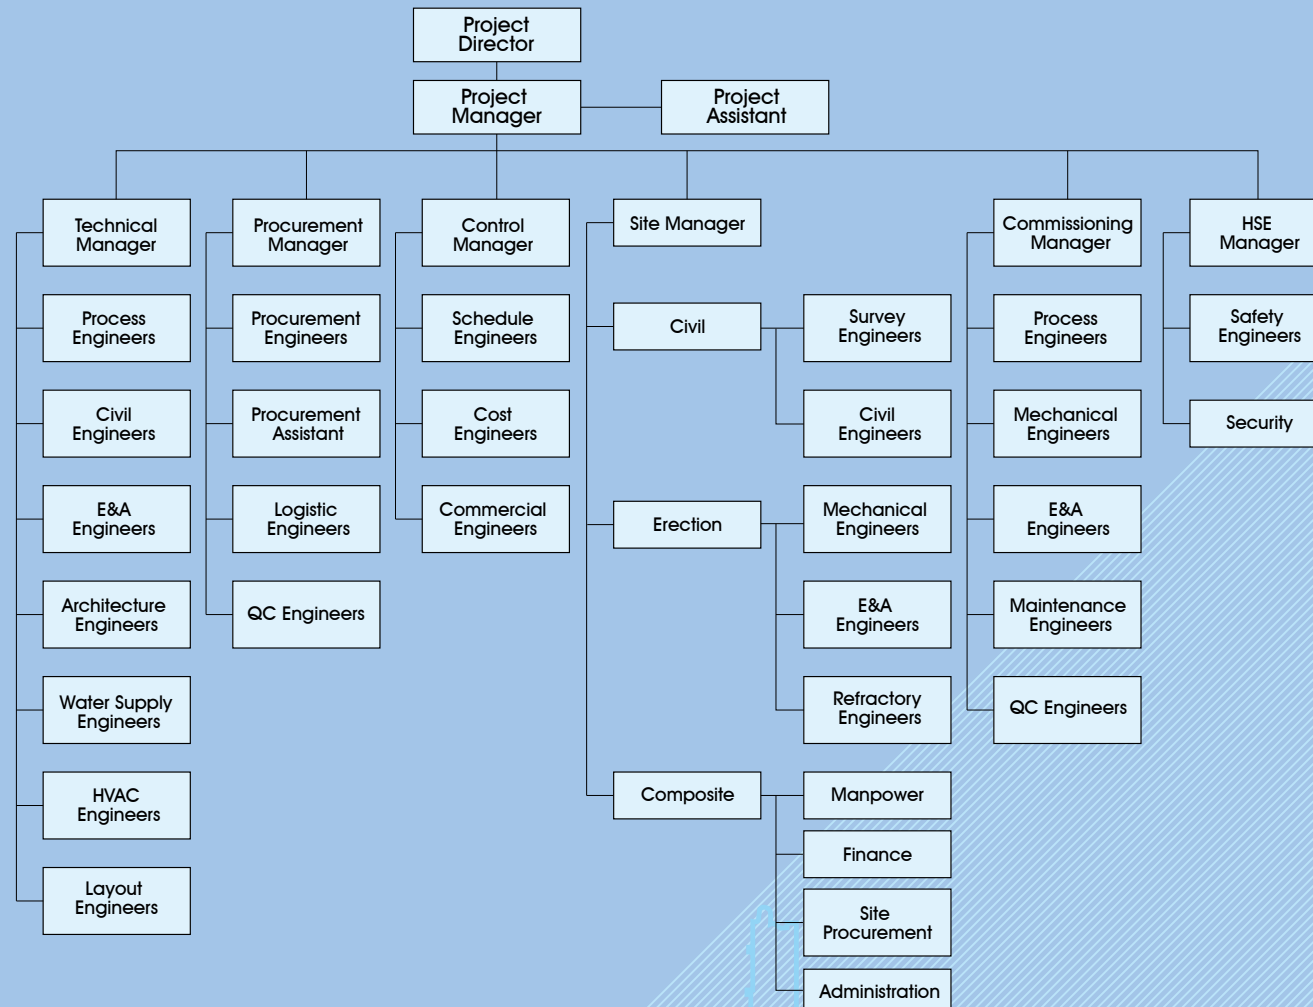 Project
Director
Project
Manager
Project
Assistant
Technical
Manager
Process
Engineers
Civil
Engineers
E&A
Engineers
Architecture
Engineers
Water Supply
Engineers
HVAC
Engineers
Layout
Engineers
Procurement
Manager
Procurement
Engineers
Procurement
Assistant
Logistic
Engineers
QC Engineers
Control
Manager
Schedule
Engineers
Cost
Engineers
Commercial
Engineers
Site Manager
Civil
Survey
Engineers
Civil
Engineers
Erection
Mechanical
Engineers
E&A
Engineers
Refractory
Engineers
Composite
Manpower
Finance
Site
Procurement
Administration
Commissioning
Manager
Process
Engineers
Mechanical
Engineers
E&A
Engineers
Maintenance
Engineers
QC Engineers
HSE
Manager
Safety
Engineers
Security